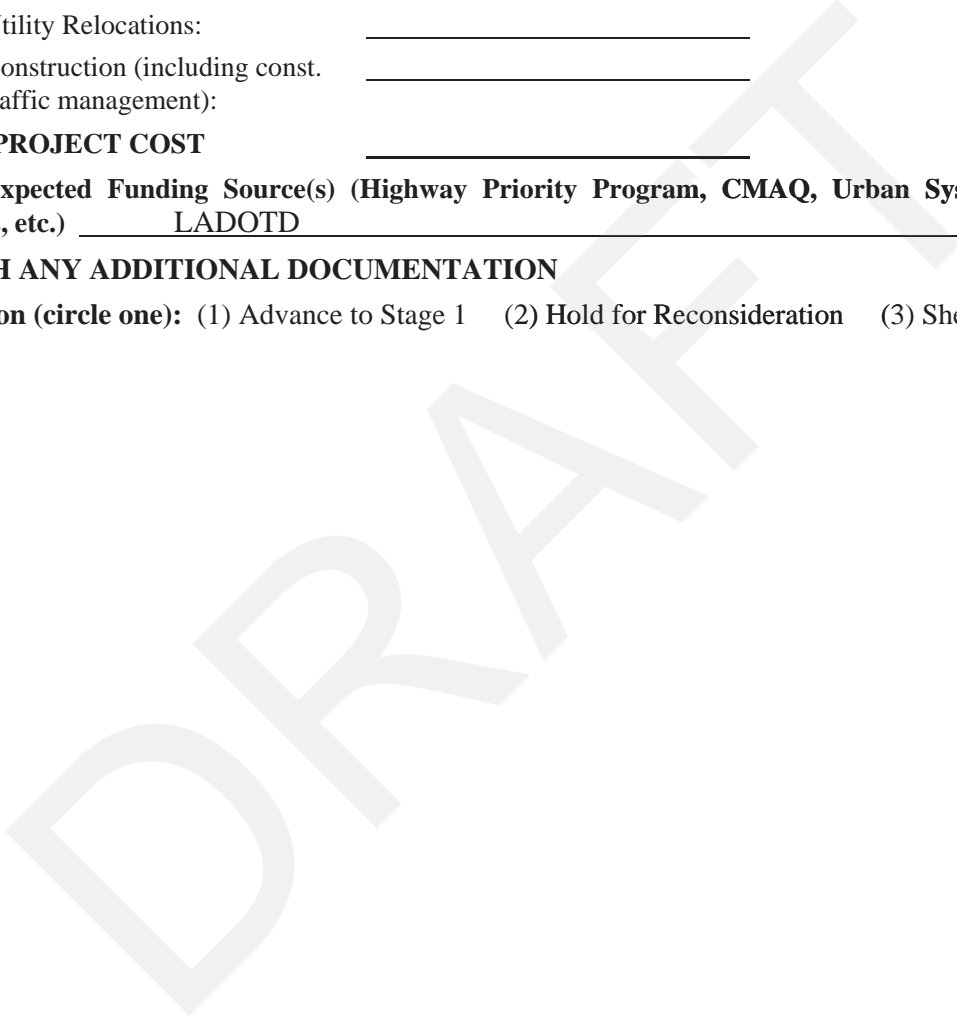 tility Relocations:
onstruction (including const.
affic management):
PROJECT COST
xpected Funding Source(s) (Highway Priority Program, CMAQ, Urban Sys
, etc.) LADOTD
H ANY ADDITIONAL DOCUMENTATION
on (circle one): (1) Advance to Stage 1 (2) Hold for Reconsideration (3) She
DRAFT